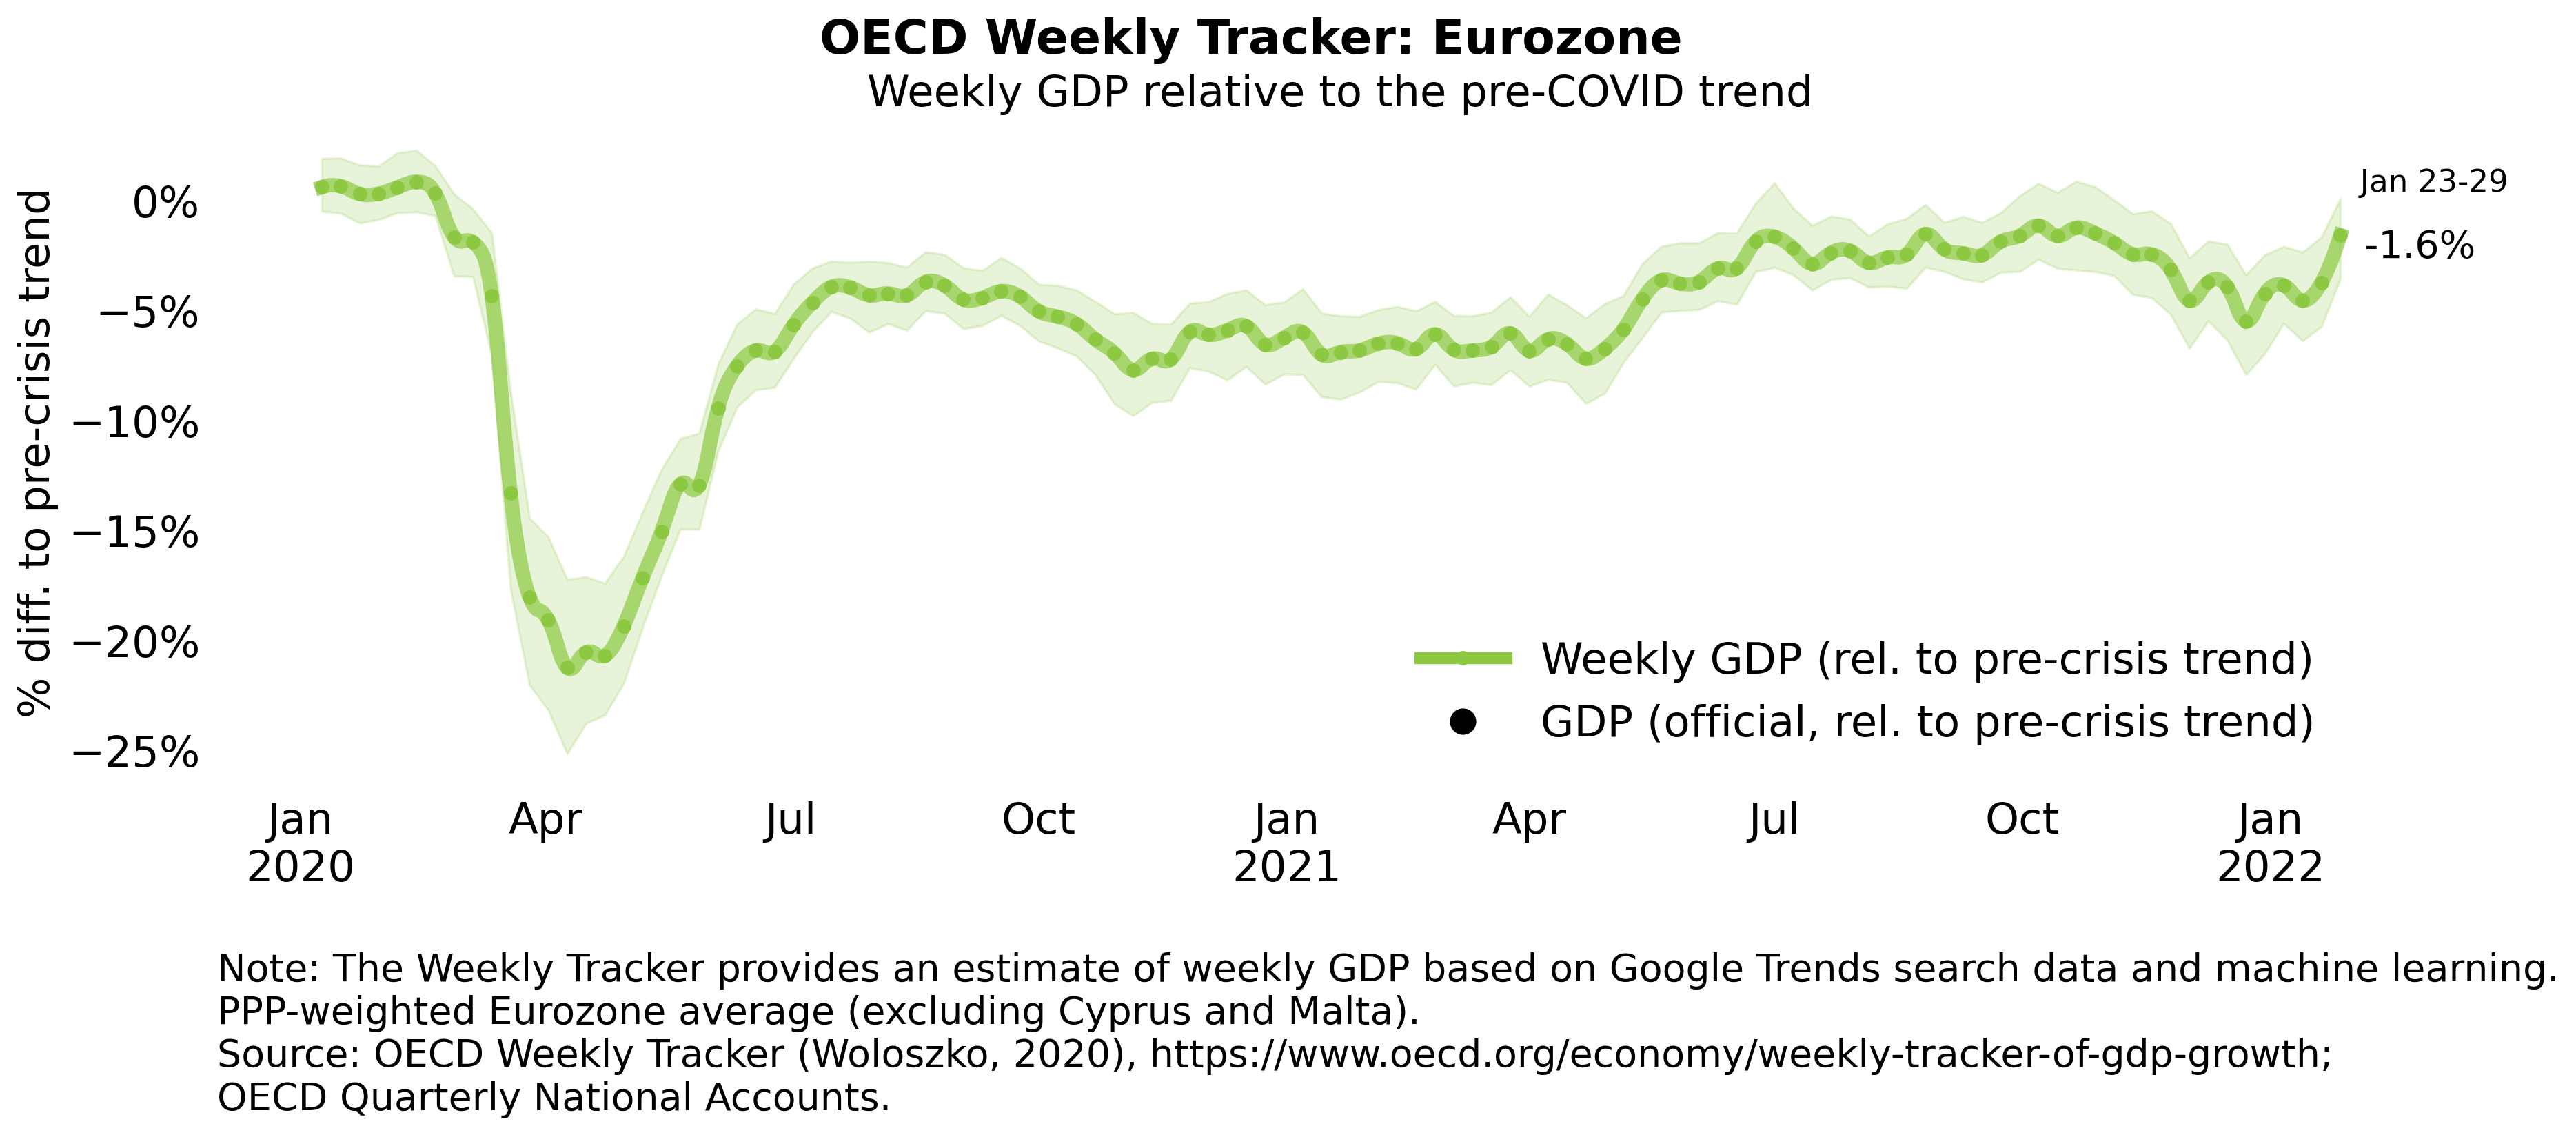 OECD Weekly Tracker: Eurozone
Weekly GDP relative to the pre-COVID trend
% diff. to pre-crisis trend
0%
−5%
−10%
−15%
−20%
−25%
Jan 23-29
-1.6%
Weekly GDP (rel. to pre-crisis trend)
GDP (official, rel. to pre-crisis trend)
Jan Apr Jul Oct Jan Apr Jul Oct Jan
2020 2021 2022
Note: The Weekly Tracker provides an estimate of weekly GDP based on Google Trends search data and machine learning.
PPP-weighted Eurozone average (excluding Cyprus and Malta).
Source: OECD Weekly Tracker (Woloszko, 2020), https://www.oecd.org/economy/weekly-tracker-of-gdp-growth;
OECD Quarterly National Accounts.